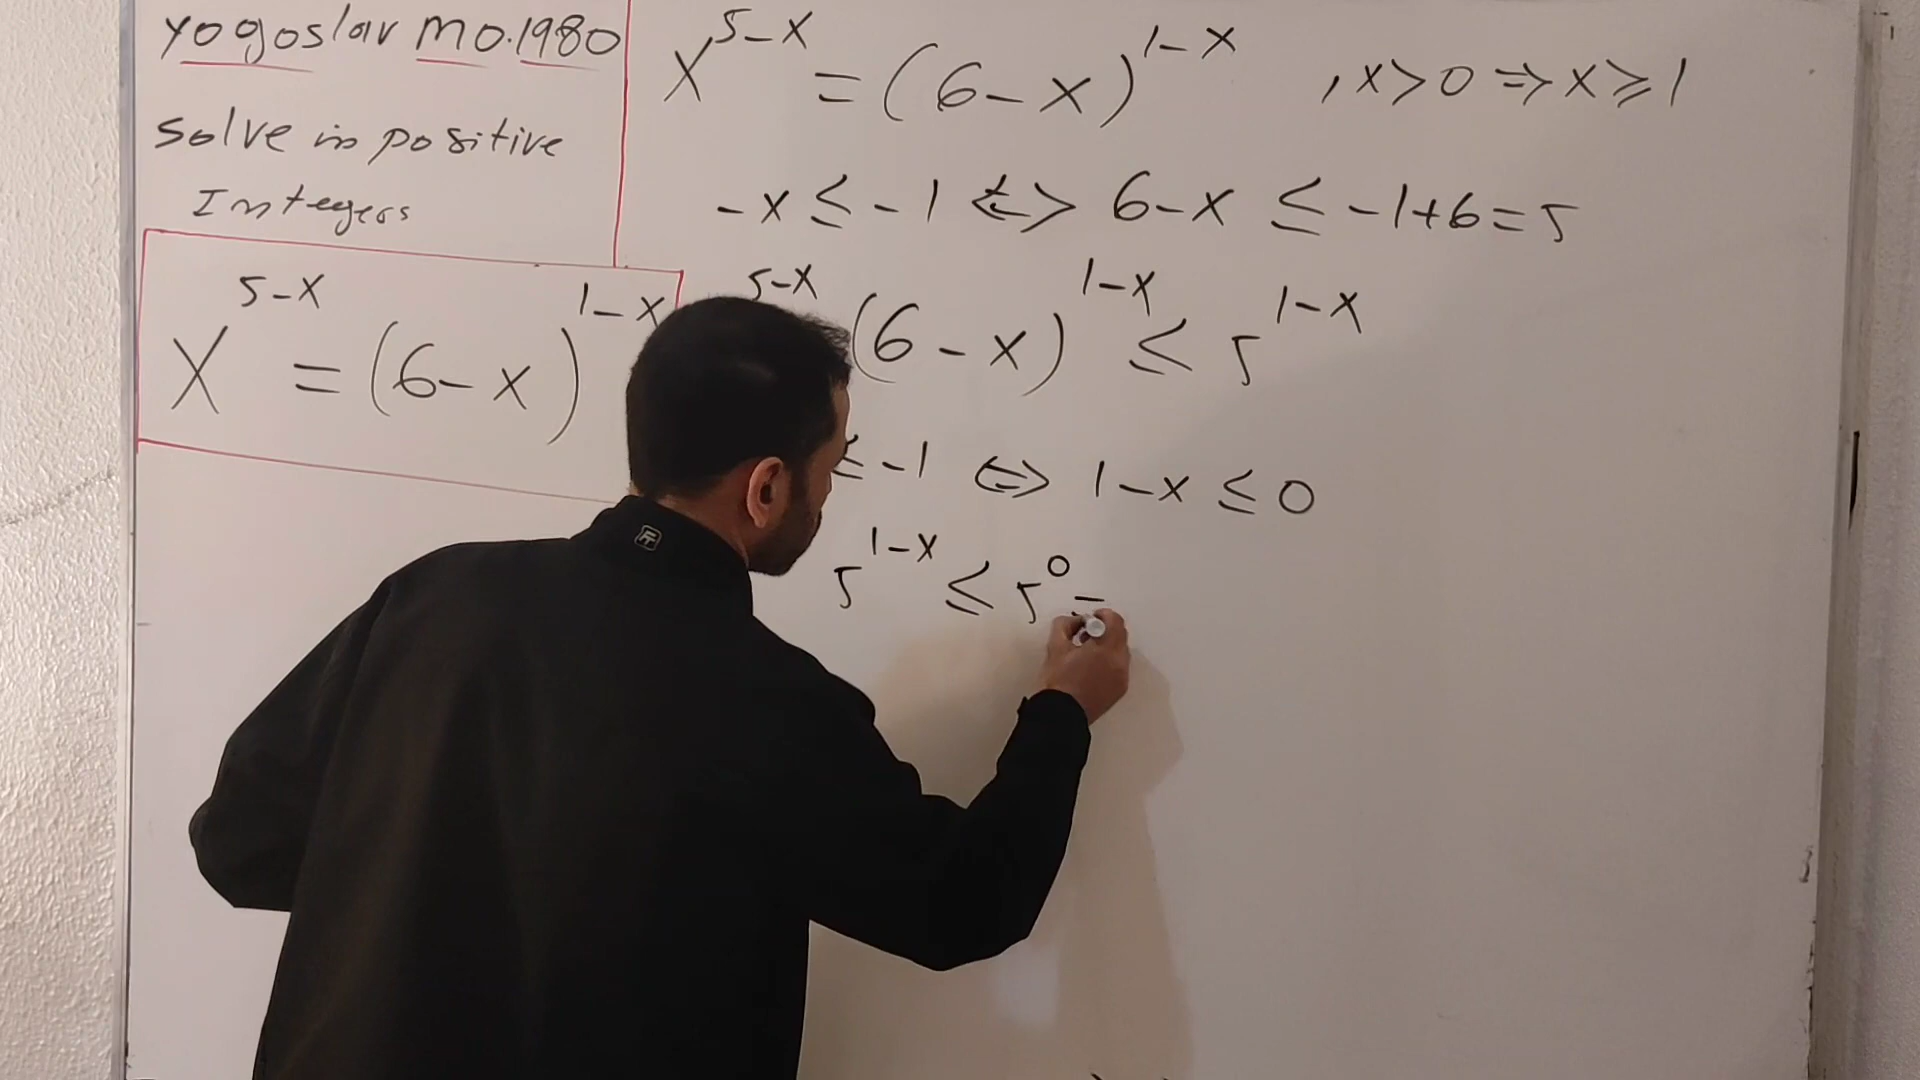 Yogoslav MO.1980
Solve in positive
Integers
X^{5-X} = (6-X)^{1-X}
X^{5-X} = (6-X)^{1-X} , X>0 ⇒ X≥1
-X ≤ -1 ⇔ 6-X ≤ -1+6=5
5-X (6-X)^{1-X} ≤ 5^{1-X}
≤ -1 ⇔ 1-X ≤ 0
5^{1-X} ≤ 5^0 =